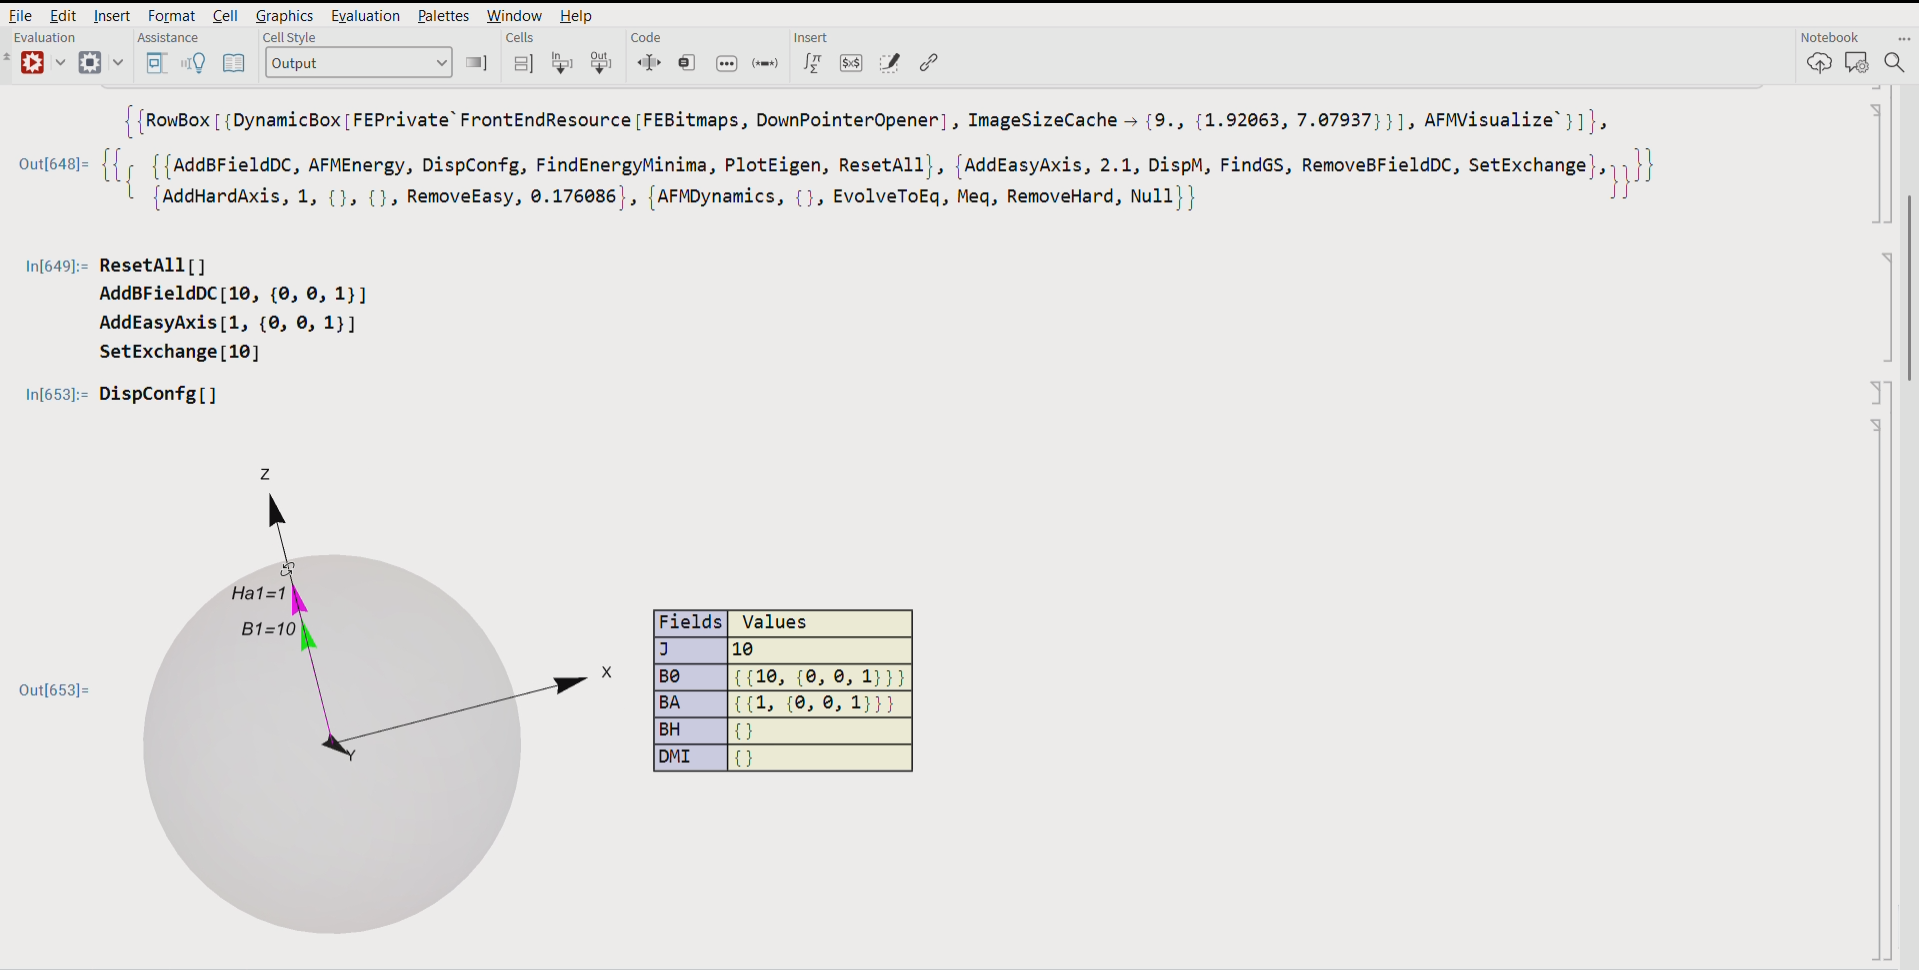 File Edit Insert Format Cell Graphics Evaluation Palettes Window Help
Evaluation Assistance Cell Style Cells Code Insert Notebook
Output In Out $x$
{{RowBox[{DynamicBox[FEPrivate`FrontEndResource[FEBitmaps, DownPointerOpener], ImageSizeCache → {9., {1.92063, 7.07937}}], AFMVisualize`}]},
Out[648]= {{{ {{AddBFieldDC, AFMEnergy, DispConfg, FindEnergyMinima, PlotEigen, ResetAll}, {AddEasyAxis, 2.1, DispM, FindGS, RemoveBFieldDC, SetExchange}, }}}}
{AddHardAxis, 1, {}, {}, RemoveEasy, 0.176086}, {AFMDynamics, {}, EvolveToEq, Meq, RemoveHard, Null}}
In[649]:= ResetAll[]
AddBFieldDC[10, {0, 0, 1}]
AddEasyAxis[1, {0, 0, 1}]
SetExchange[10]
In[653]:= DispConfg[]
Z
Ha1=1
B1=10
X
Y
Out[653]=
Fields Values
J 10
B0 {{10, {0, 0, 1}}}
BA {{1, {0, 0, 1}}}
BH {}
DMI {}